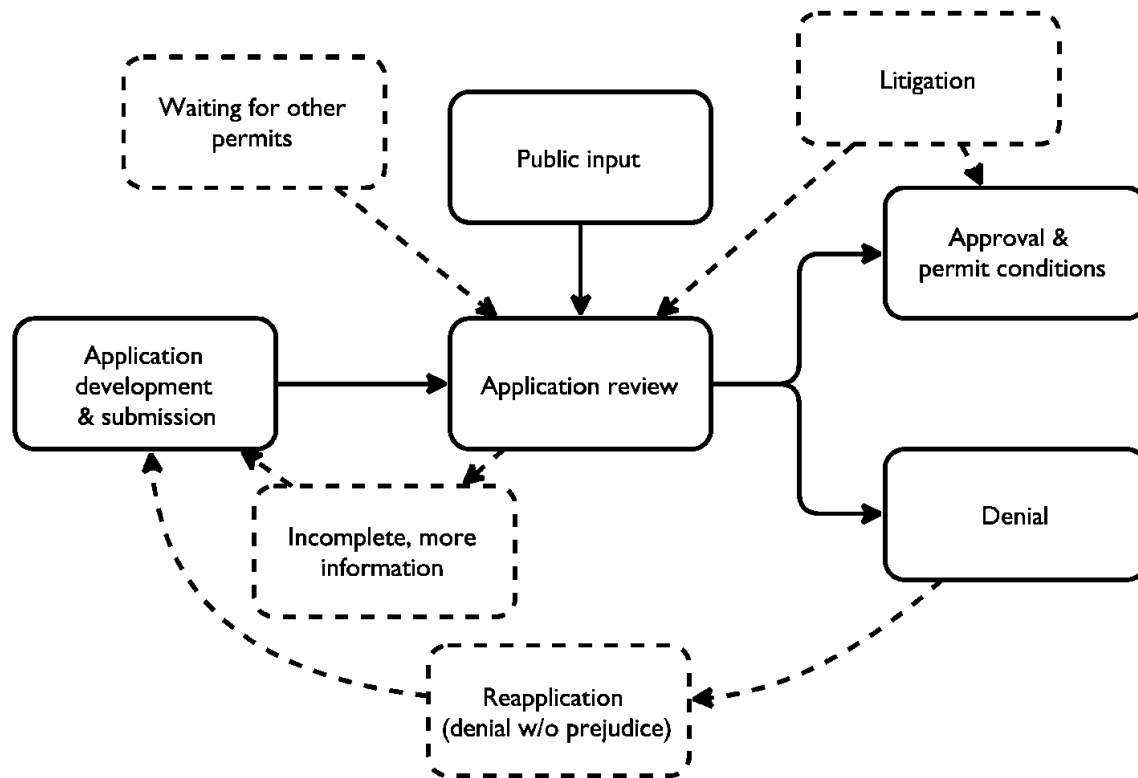 Waiting for other
permits
Public input
Litigation
Approval &
permit conditions
Application
development
& submission
Application review
Incomplete, more
information
Denial
Reapplication
(denial w/o prejudice)